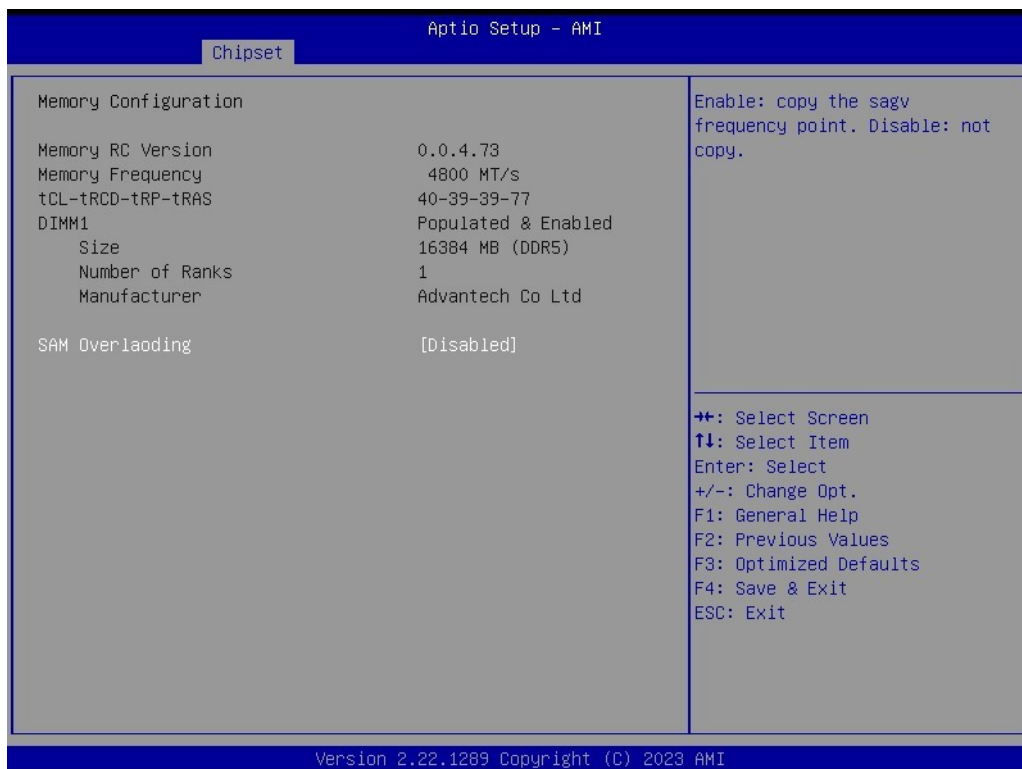 Aptio Setup – AMI
Chipset
Memory Configuration
Memory RC Version 0.0.4.73
Memory Frequency 4800 MT/s
tCL-tRCD-tRP-tRAS 40-39-39-77
DIMM1 Populated & Enabled
Size 16384 MB (DDR5)
Number of Ranks 1
Manufacturer Advantech Co Ltd
SAM Overlaoding [Disabled]
Enable: copy the sagv
frequency point. Disable: not
copy.
→←: Select Screen
↑↓: Select Item
Enter: Select
+/-: Change Opt.
F1: General Help
F2: Previous Values
F3: Optimized Defaults
F4: Save & Exit
ESC: Exit
Version 2.22.1289 Copyright (C) 2023 AMI